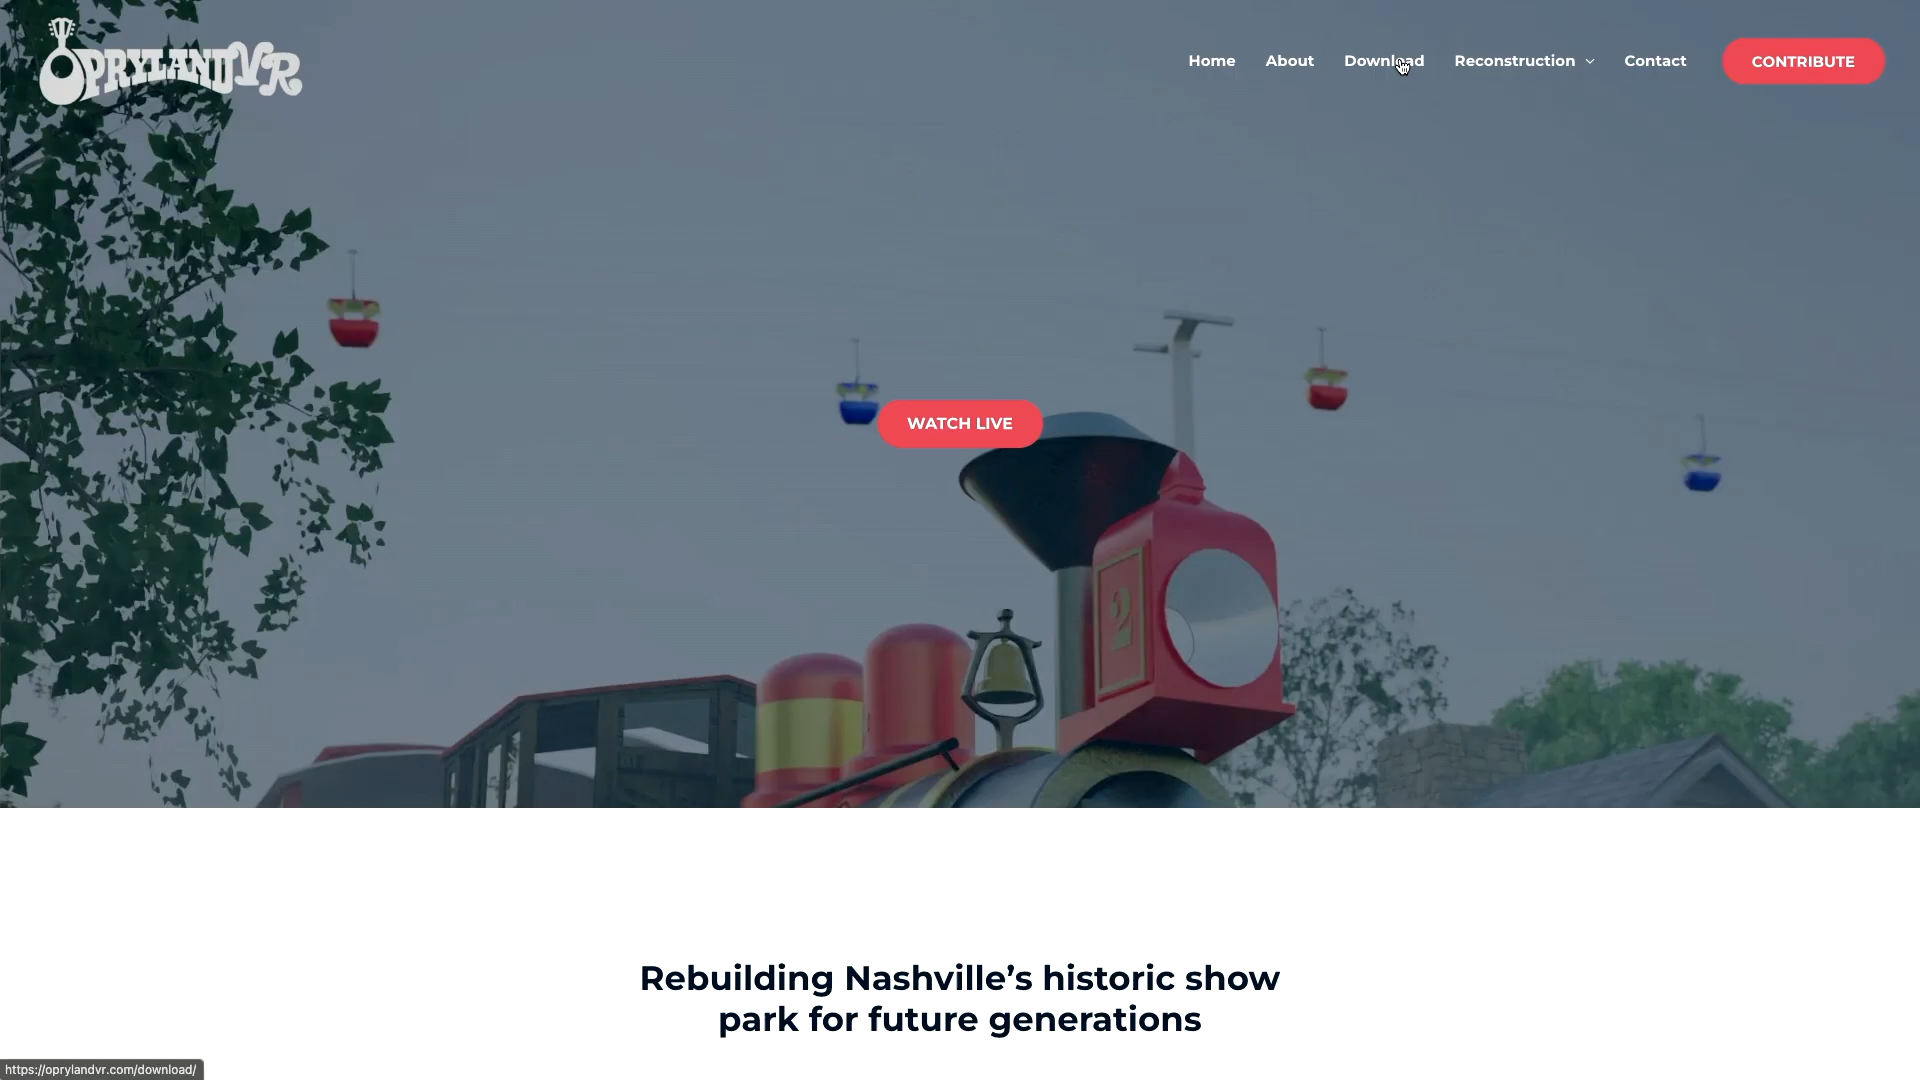 OPRYLANDVR
Home
About
Download
Reconstruction
Contact
CONTRIBUTE
WATCH LIVE
2
Rebuilding Nashville’s historic show
park for future generations
https://oprylandvr.com/download/